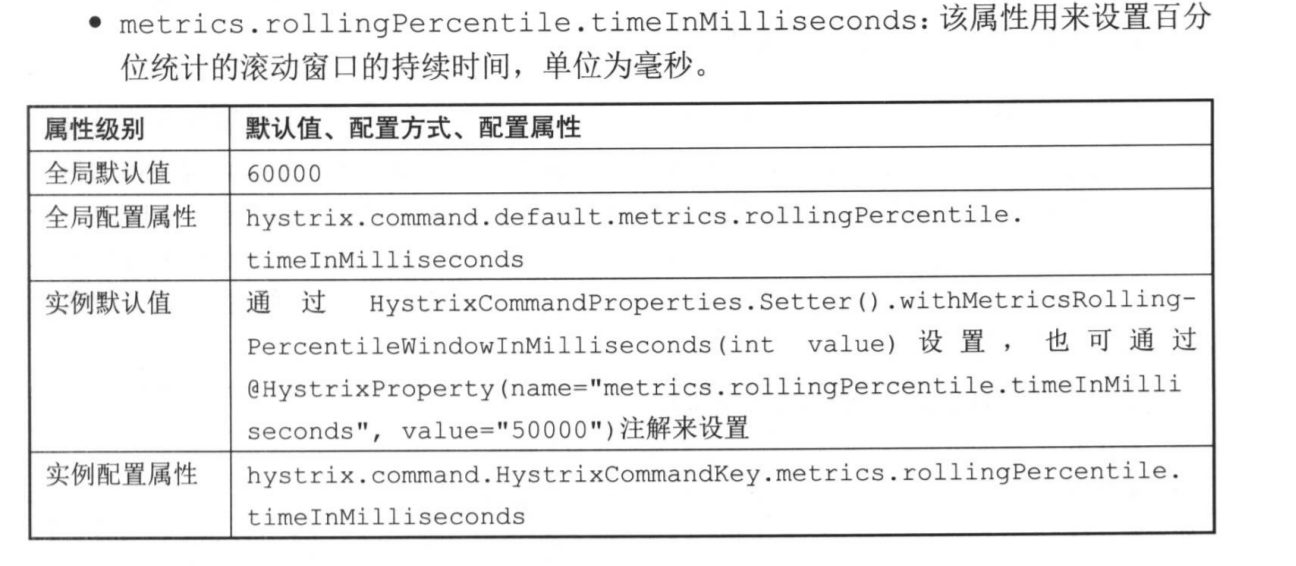 • metrics.rollingPercentile.timeInMilliseconds：该属性用来设置百分
位统计的滚动窗口的持续时间，单位为毫秒。
属性级别 默认值、配置方式、配置属性
全局默认值 60000
全局配置属性 hystrix.command.default.metrics.rollingPercentile.
timeInMilliseconds
实例默认值 通过 HystrixCommandProperties.Setter().withMetricsRolling-
PercentileWindowInMilliseconds(int value)设置，也可通过
@HystrixProperty(name="metrics.rollingPercentile.timeInMilli
seconds", value="50000")注解来设置
实例配置属性 hystrix.command.HystrixCommandKey.metrics.rollingPercentile.
timeInMilliseconds